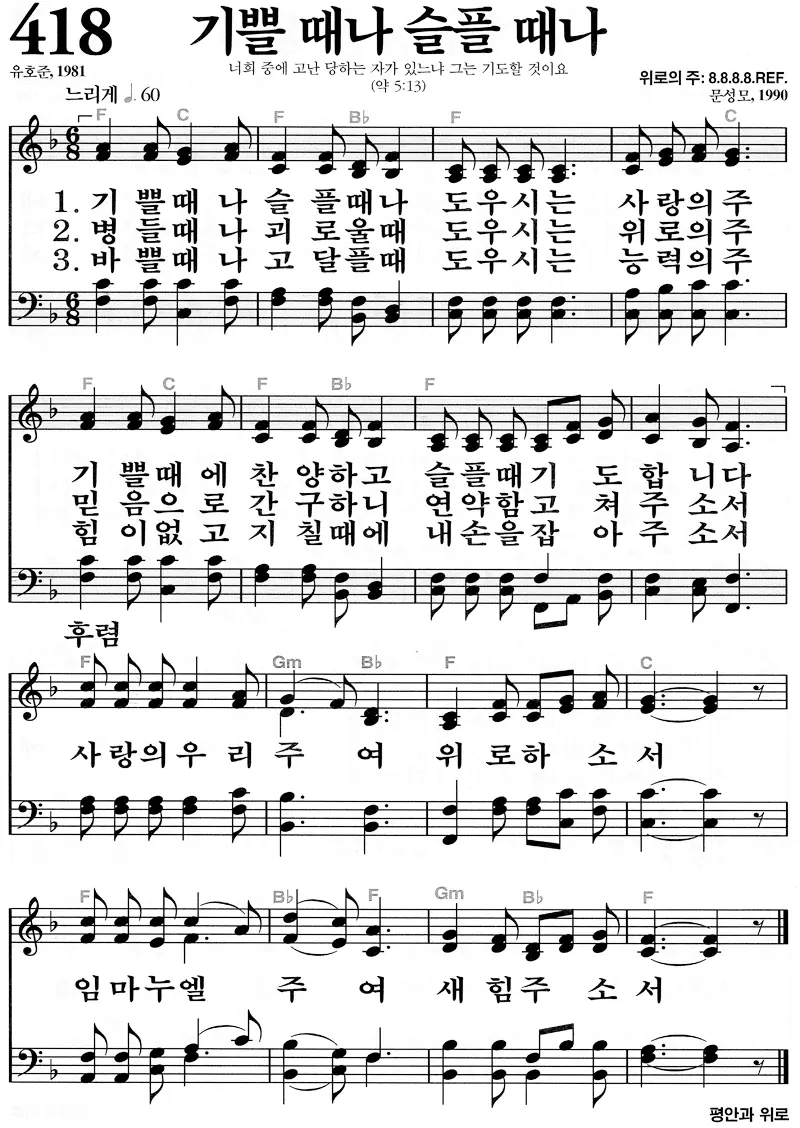 418 기쁠 때나 슬플 때나
유호준, 1981
너희 중에 고난 당하는 자가 있느냐 그는 기도할 것이요
(약 5:13)
위로의 주: 8.8.8.8.REF.
문성모, 1990
느리게 ♩. 60
F C F B♭ F C
1. 기 쁠때 나 슬 플때나 도우시는 사랑의주
2. 병 들때 나 괴 로울때 도우시는 위로의주
3. 바 쁠때 나 고 달플때 도우시는 능력의주
F C F B♭ F
기 쁠때 에 찬 양하고 슬플때기 도합 니다
믿 음으 로 간 구하니 연약함고 쳐주 소서
힘 이없 고 지 칠때에 내손을잡 아주 소서
후렴
F Gm B♭ F C
사랑의우 리 주 여 위 로하 소 서
F B♭ F Gm B♭ F
임마누엘 주 여 새 힘주 소 서
평안과 위로